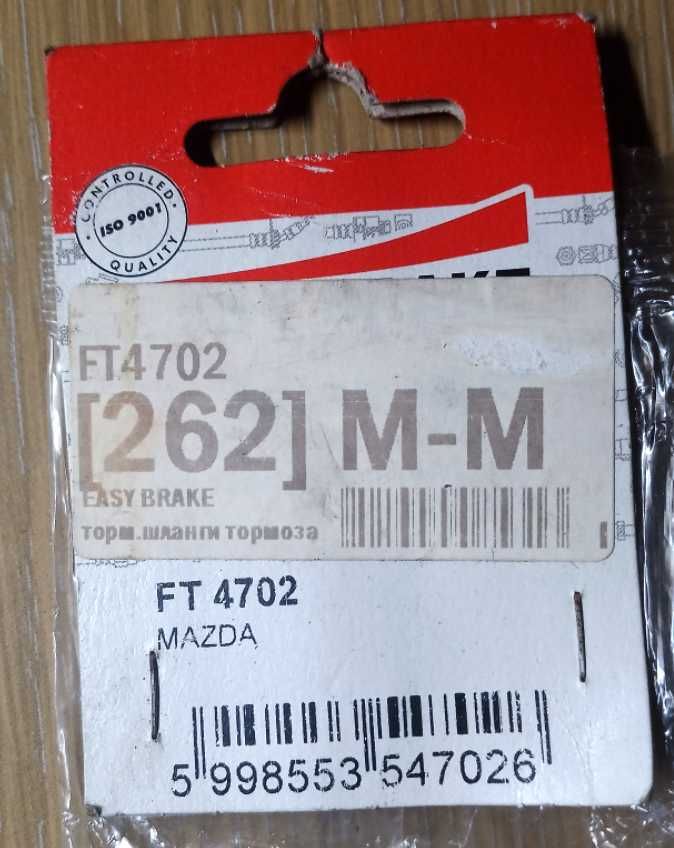 CONTROLLED
ISO 9001
QUALITY
FT4702
[262] M-M
EASY BRAKE
торм.шланги тормоза
FT 4702
MAZDA
5 998553 547026